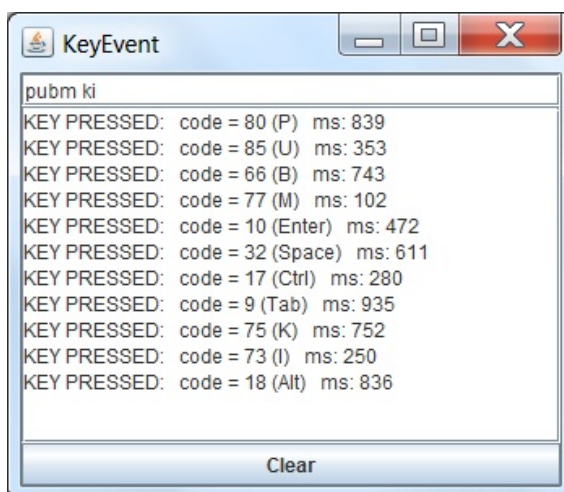 KeyEvent
pubm ki
KEY PRESSED: code = 80 (P) ms: 839
KEY PRESSED: code = 85 (U) ms: 353
KEY PRESSED: code = 66 (B) ms: 743
KEY PRESSED: code = 77 (M) ms: 102
KEY PRESSED: code = 10 (Enter) ms: 472
KEY PRESSED: code = 32 (Space) ms: 611
KEY PRESSED: code = 17 (Ctrl) ms: 280
KEY PRESSED: code = 9 (Tab) ms: 935
KEY PRESSED: code = 75 (K) ms: 752
KEY PRESSED: code = 73 (I) ms: 250
KEY PRESSED: code = 18 (Alt) ms: 836
Clear